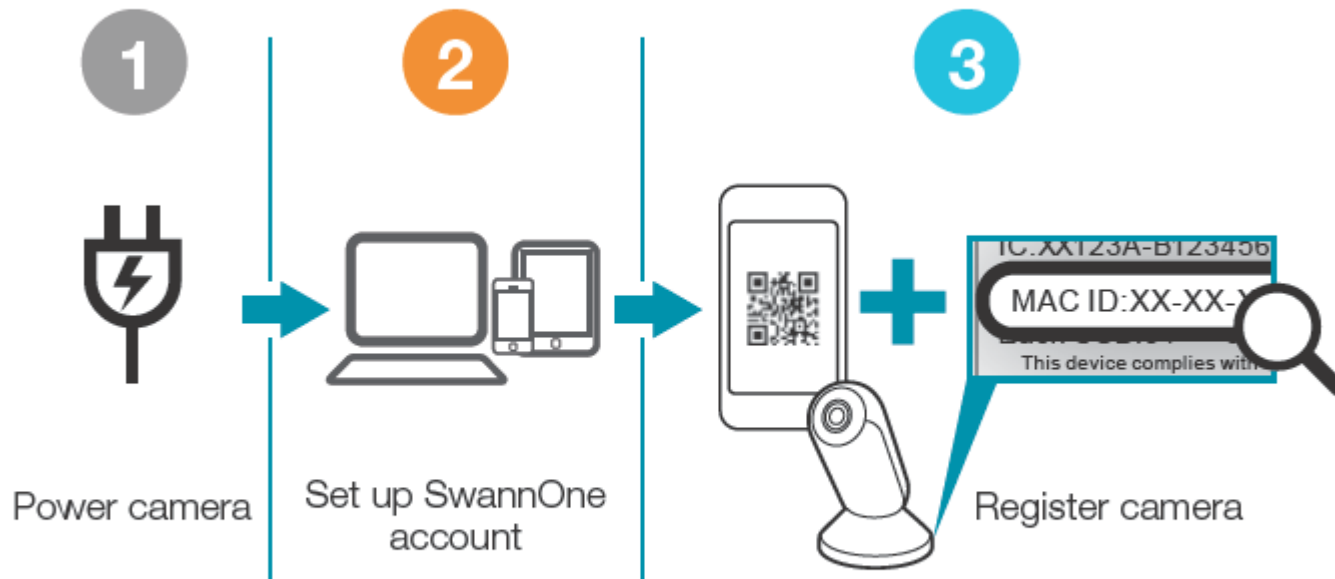 1
2
3
IC:XX123A-B123456
MAC ID:XX-XX-X
This device complies with
Power camera
Set up SwannOne
account
Register camera